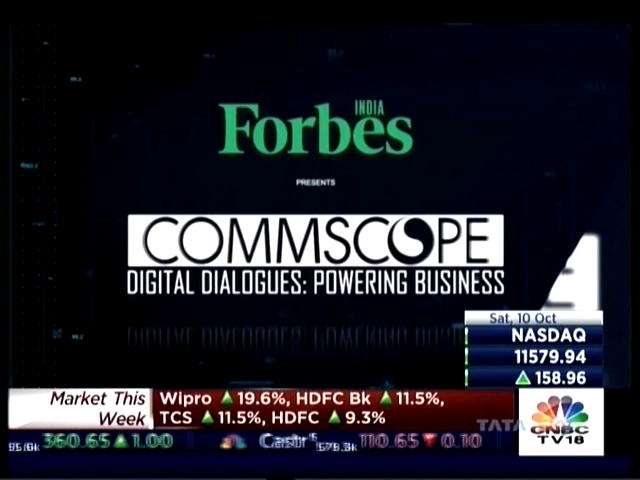 INDIA
Forbes
PRESENTS
COMMSCOPE
DIGITAL DIALOGUES: POWERING BUSINESS
Sat, 10 Oct
NASDAQ
11579.94
▲ 158.96
Market This Week
Wipro ▲ 19.6%, HDFC Bk ▲ 11.5%,
TCS ▲ 11.5%, HDFC ▲ 9.3%
TATA
CNBC
TV18
360.65 ▲ 1.00 110.65 ▼ 0.10